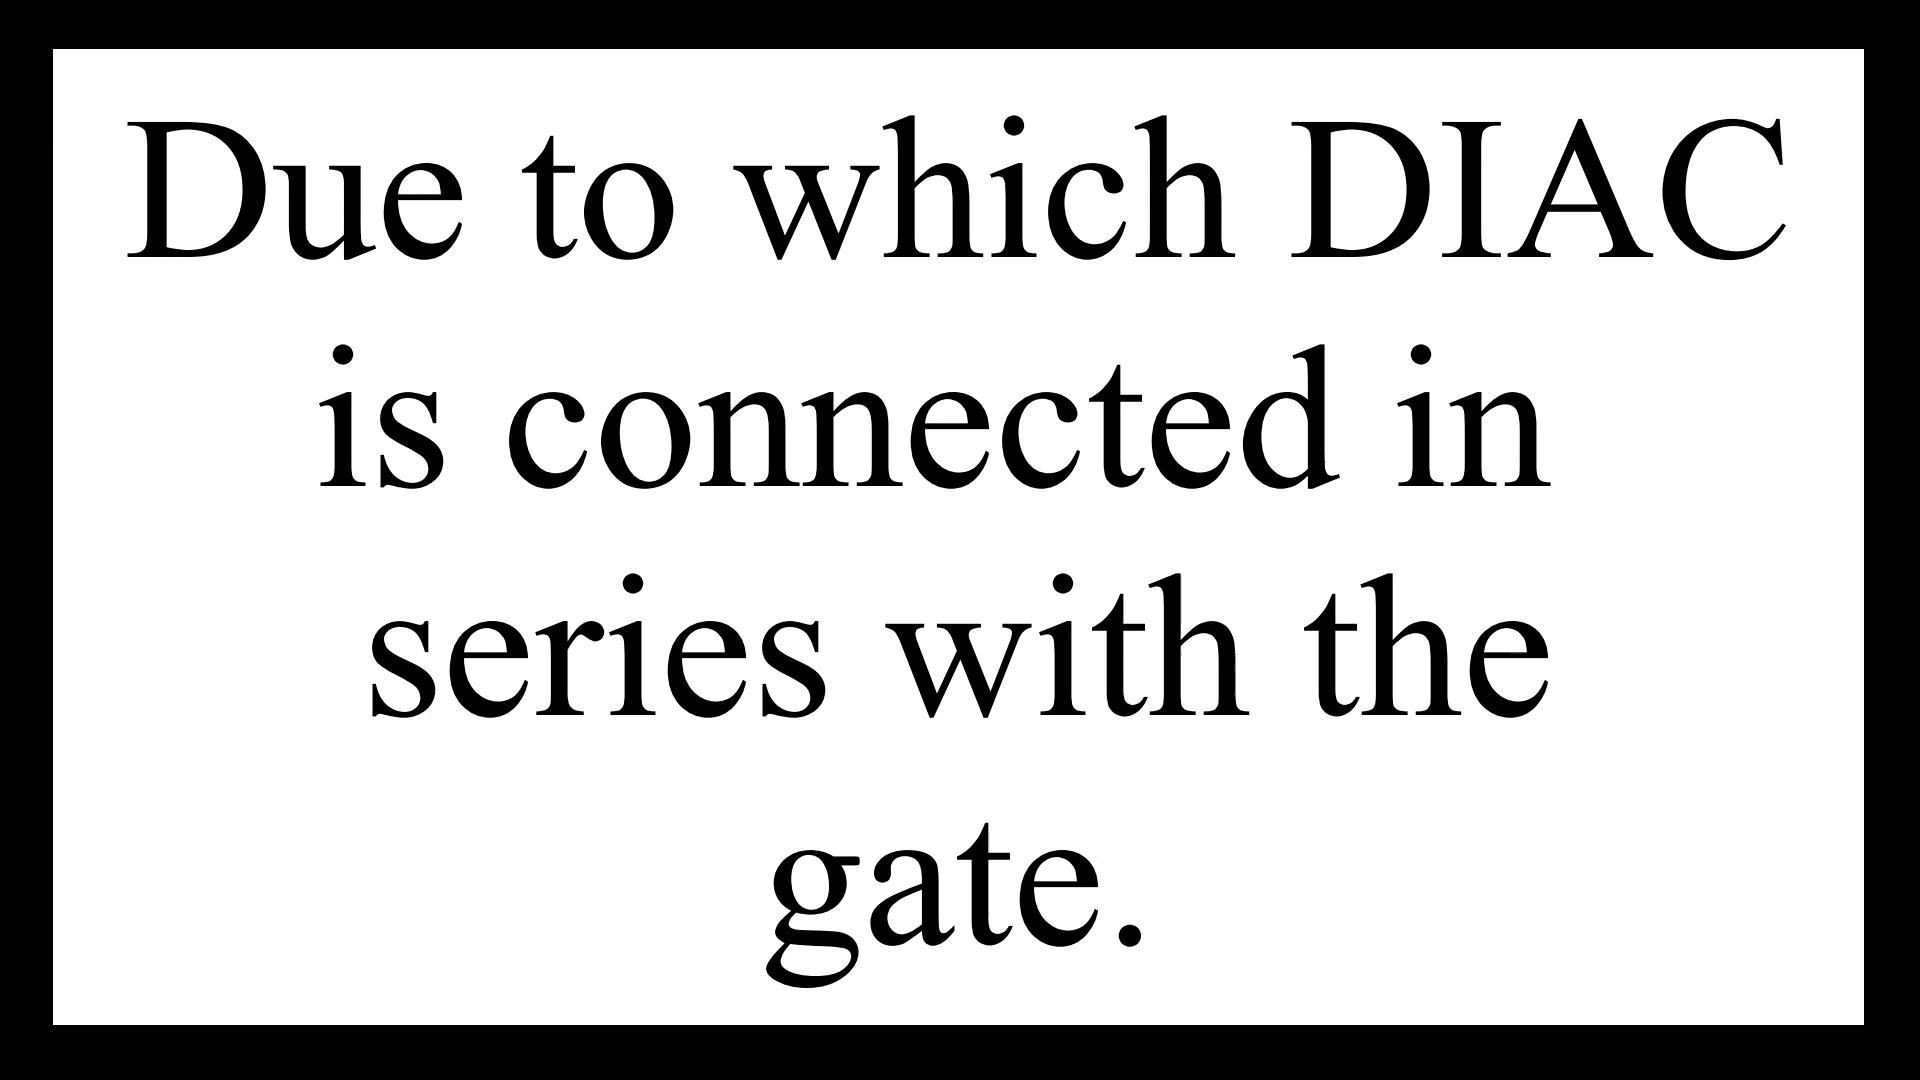 Due to which DIAC
is connected in
series with the
gate.